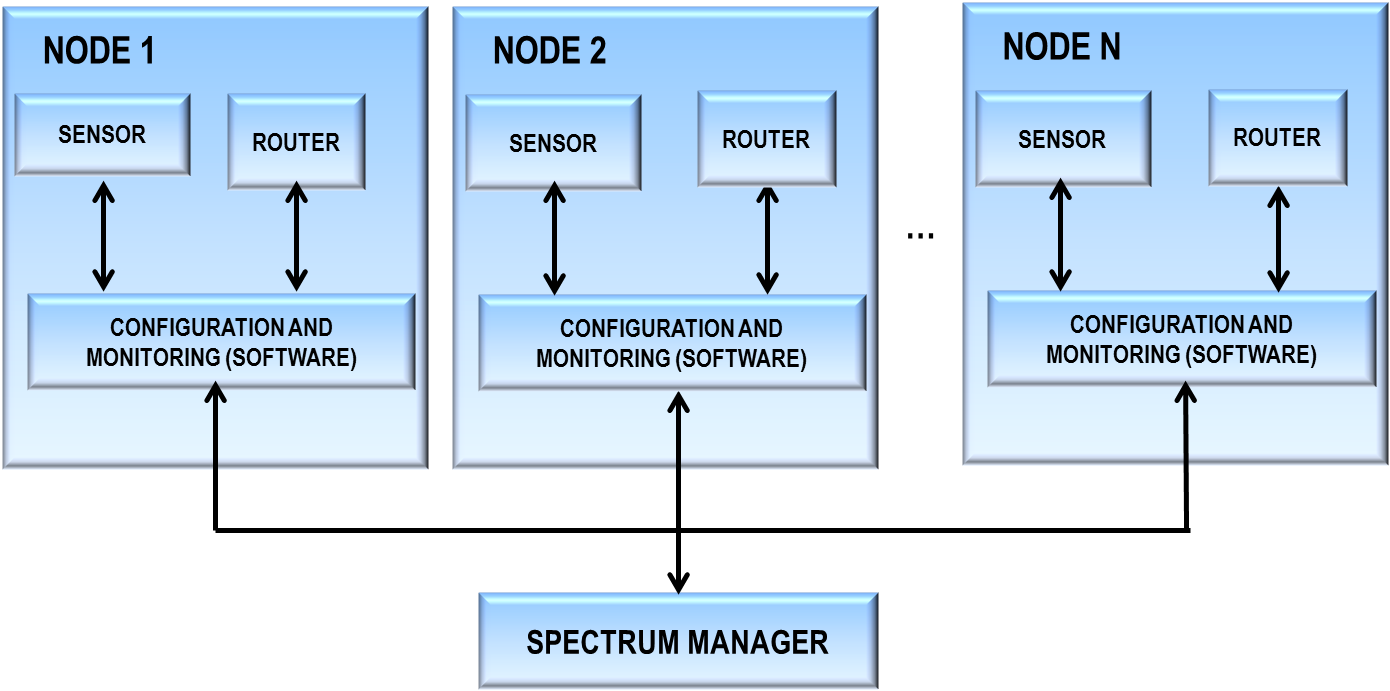 NODE 1
SENSOR
ROUTER
CONFIGURATION AND
MONITORING (SOFTWARE)
NODE 2
SENSOR
ROUTER
CONFIGURATION AND
MONITORING (SOFTWARE)
...
NODE N
SENSOR
ROUTER
CONFIGURATION AND
MONITORING (SOFTWARE)
SPECTRUM MANAGER